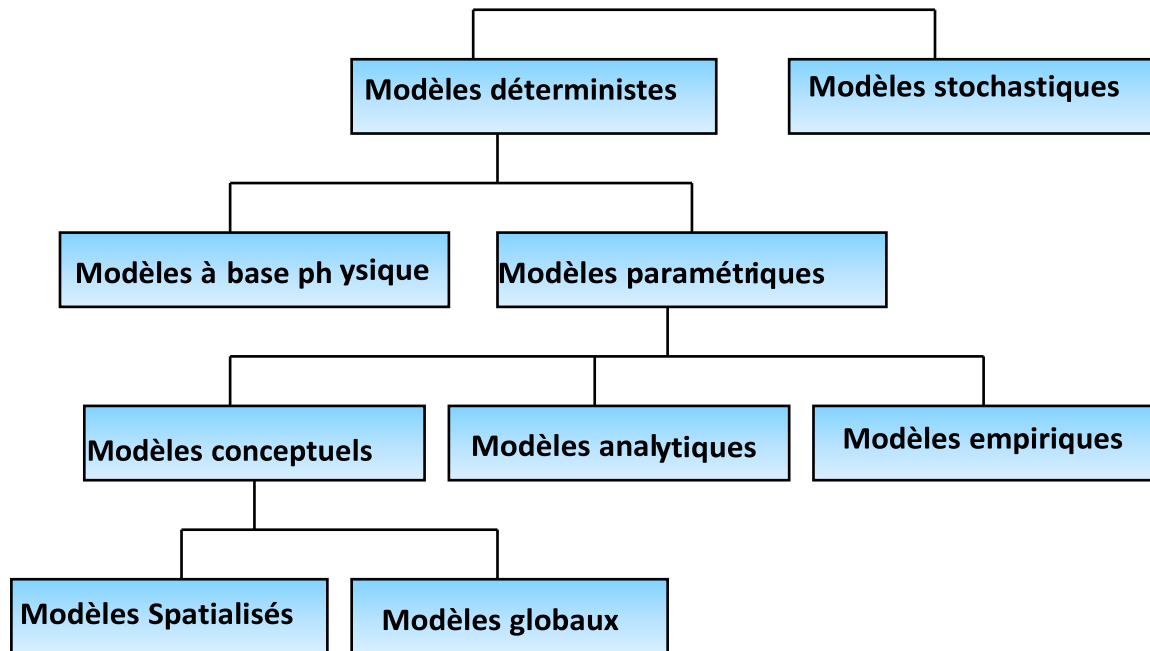 Modèles déterministes
Modèles stochastiques
Modèles à base ph ysique
Modèles paramétriques
Modèles conceptuels
Modèles analytiques
Modèles empiriques
Modèles Spatialisés
Modèles globaux